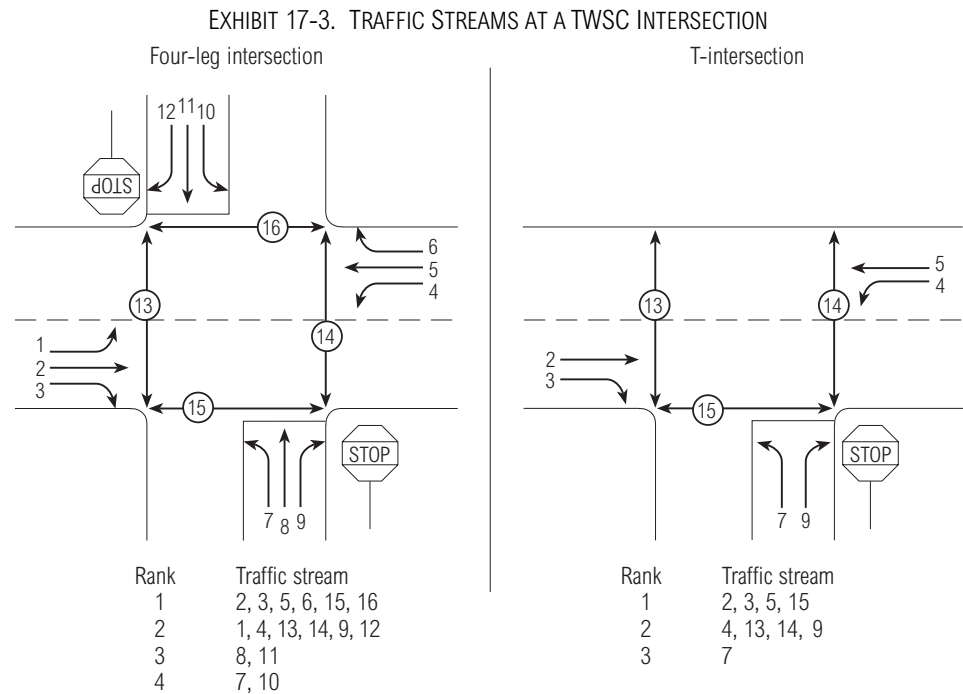 EXHIBIT 17-3. TRAFFIC STREAMS AT A TWSC INTERSECTION
Four-leg intersection
12 11 10
STOP
16
6
5
4
13
14
1
2
3
15
STOP
7 8 9
Rank Traffic stream
1 2, 3, 5, 6, 15, 16
2 1, 4, 13, 14, 9, 12
3 8, 11
4 7, 10
T-intersection
5
4
13
14
2
3
15
STOP
7 9
Rank Traffic stream
1 2, 3, 5, 15
2 4, 13, 14, 9
3 7